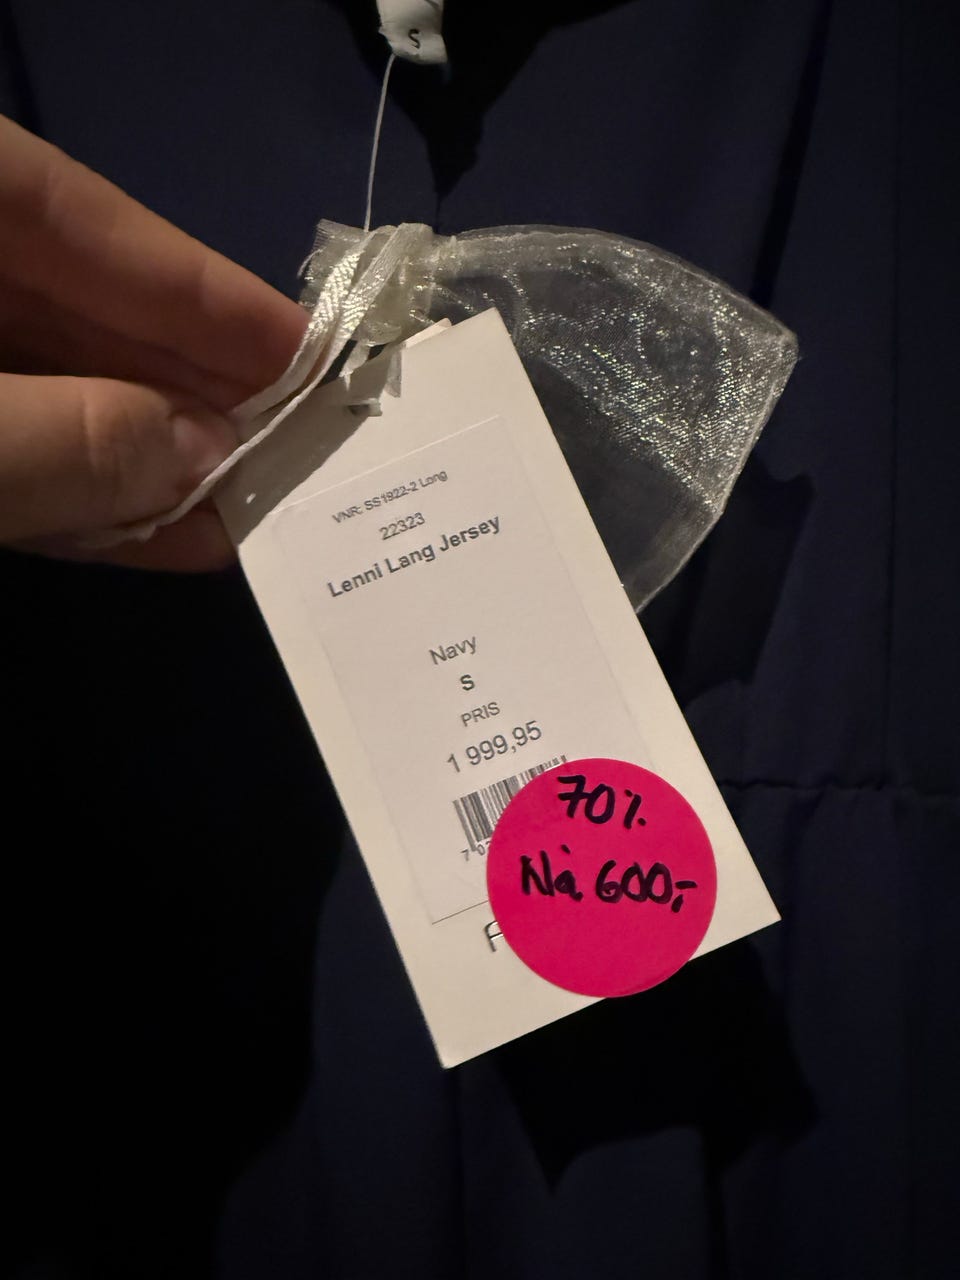 S
VNR: SS1922-2 Long
22323
Lenni Lang Jersey
Navy
S
PRIS
1 999,95
70%
Nå 600,-